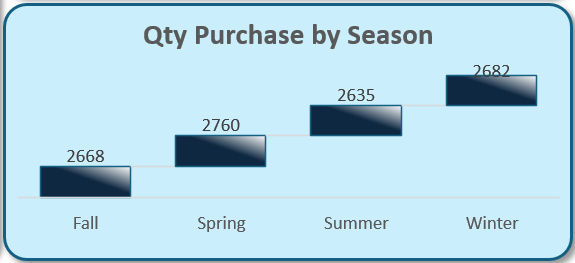 Qty Purchase by Season
2682
2635
2760
2668
Fall Spring Summer Winter